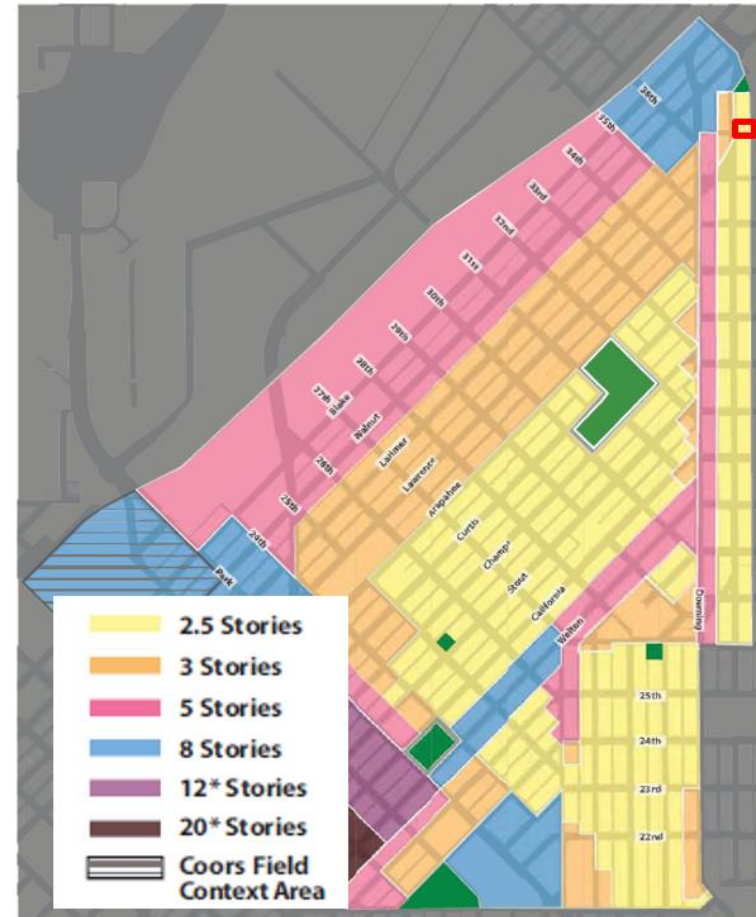 36th
35th
34th
33rd
32nd
31st
30th
29th
28th
27th
Blake
Walnut
26th
Larimer
Lawrence
25th
Arapahoe
24th
Curtis
Champa
Stout
Park
California
Welton
Downing
25th
24th
23rd
22nd
2.5 Stories
3 Stories
5 Stories
8 Stories
12* Stories
20* Stories
Coors Field
Context Area